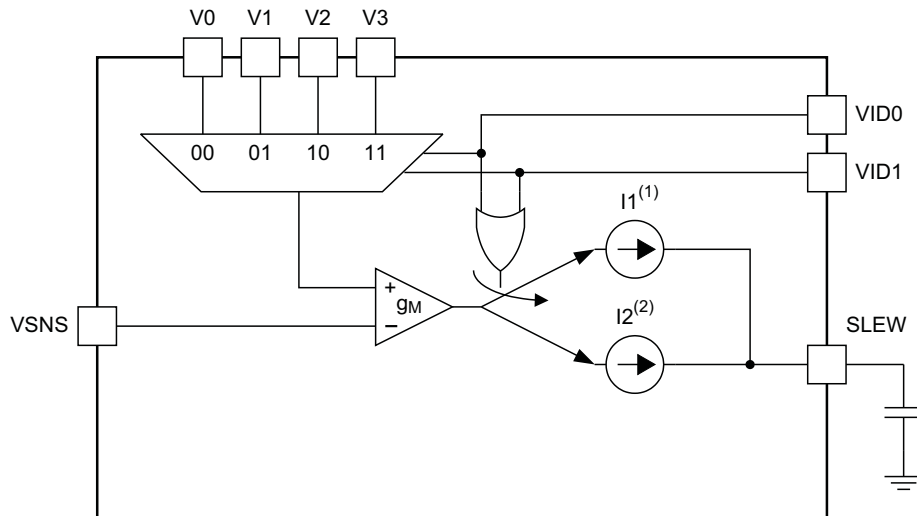 V0 V1 V2 V3
VID0
00 01 10 11
VID1
I1(1)
+
gM
−
VSNS
I2(2)
SLEW